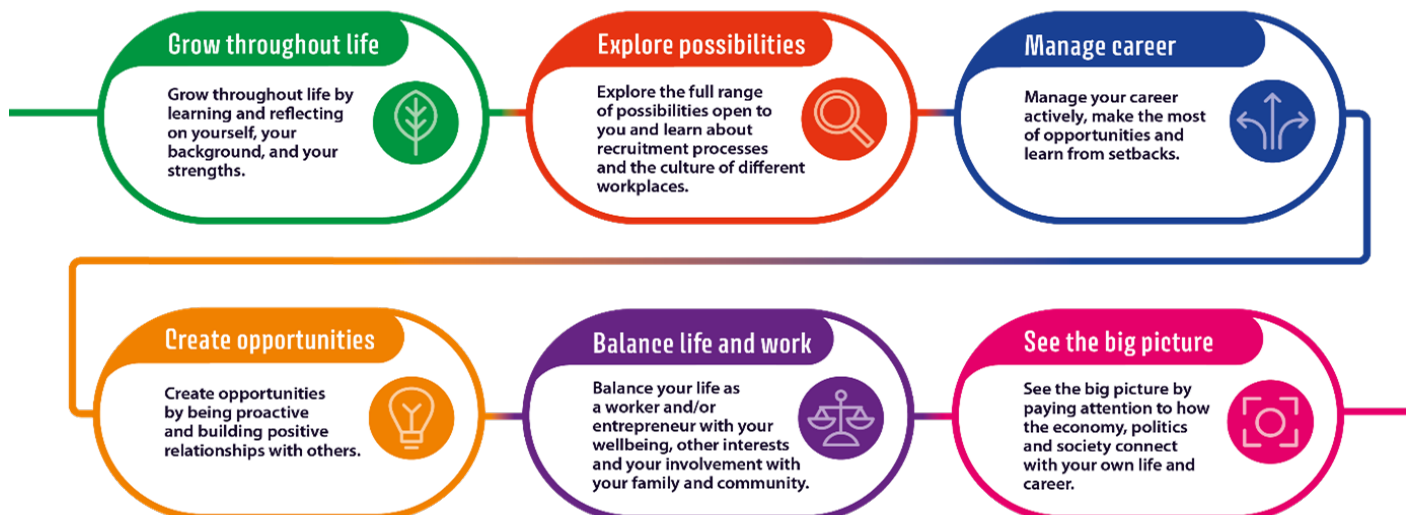 Grow throughout life
Grow throughout life by
learning and reflecting
on yourself, your
background, and your
strengths.
Explore possibilities
Explore the full range
of possibilities open to
you and learn about
recruitment processes
and the culture of different
workplaces.
Manage career
Manage your career
actively, make the most
of opportunities and
learn from setbacks.
Create opportunities
Create opportunities
by being proactive
and building positive
relationships with others.
Balance life and work
Balance your life as
a worker and/or
entrepreneur with your
wellbeing, other interests
and your involvement with
your family and community.
See the big picture
See the big picture by
paying attention to how
the economy, politics
and society connect
with your own life and
career.